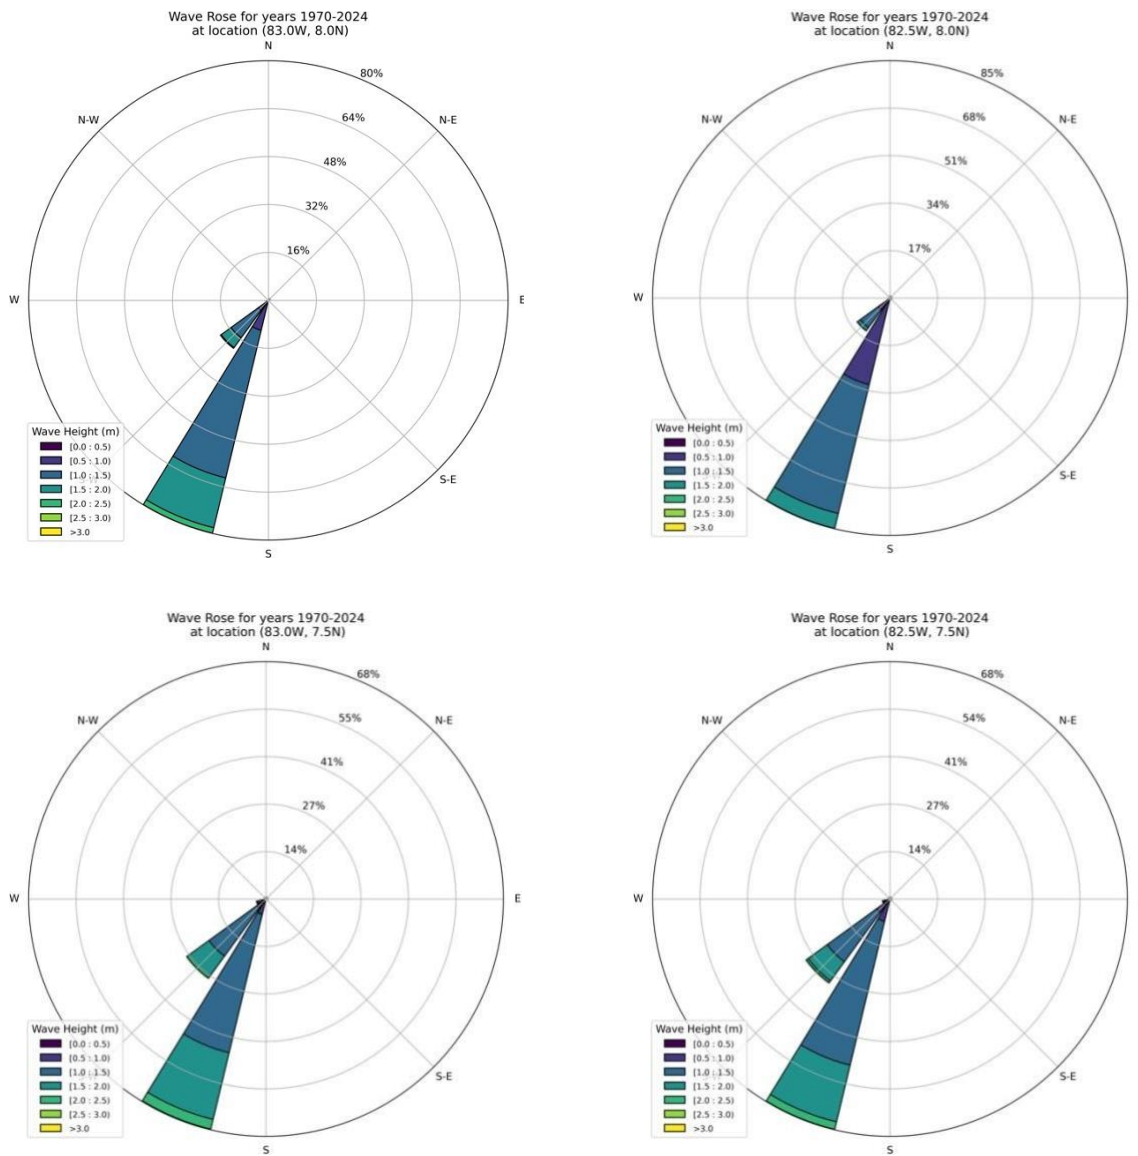 Wave Rose for years 1970-2024
at location (83.0W, 8.0N)
N
80%
64%
48%
32%
16%
N-W
N-E
W
E
S-E
S
Wave Height (m)
[0.0 : 0.5)
[0.5 : 1.0)
[1.0 : 1.5)
[1.5 : 2.0)
[2.0 : 2.5)
[2.5 : 3.0)
>3.0
Wave Rose for years 1970-2024
at location (82.5W, 8.0N)
N
85%
68%
51%
34%
17%
N-W
N-E
W
S-E
S
Wave Height (m)
[0.0 : 0.5)
[0.5 : 1.0)
[1.0 : 1.5)
[1.5 : 2.0)
[2.0 : 2.5)
[2.5 : 3.0)
>3.0
Wave Rose for years 1970-2024
at location (83.0W, 7.5N)
N
68%
55%
41%
27%
14%
N-W
N-E
W
E
S-E
S
Wave Height (m)
[0.0 : 0.5)
[0.5 : 1.0)
[1.0 : 1.5)
[1.5 : 2.0)
[2.0 : 2.5)
[2.5 : 3.0)
>3.0
Wave Rose for years 1970-2024
at location (82.5W, 7.5N)
N
68%
54%
41%
27%
14%
N-W
N-E
W
S-E
S
Wave Height (m)
[0.0 : 0.5)
[0.5 : 1.0)
[1.0 : 1.5)
[1.5 : 2.0)
[2.0 : 2.5)
[2.5 : 3.0)
>3.0